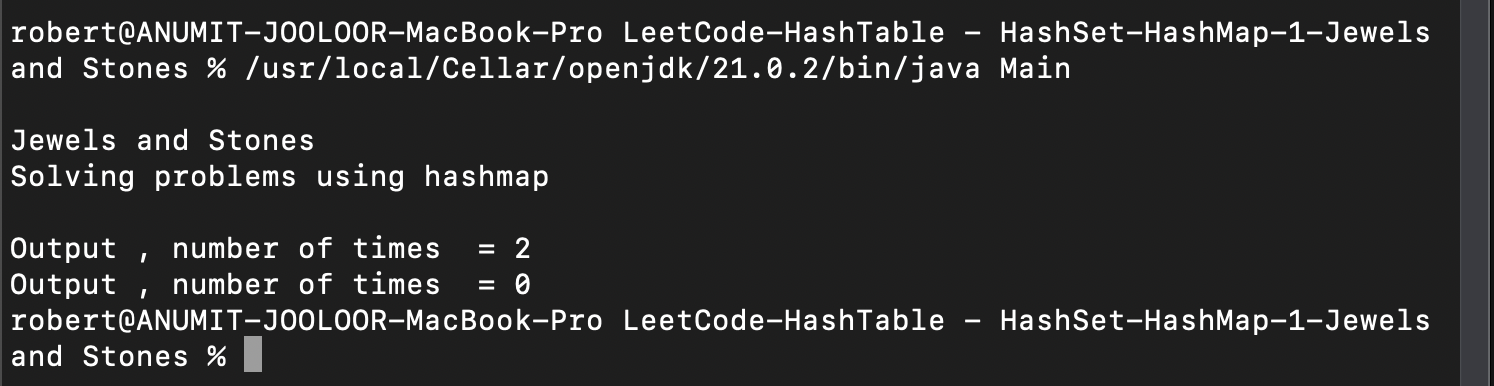 robert@ANUMIT-JOOLOOR-MacBook-Pro LeetCode-HashTable - HashSet-HashMap-1-Jewels
and Stones % /usr/local/Cellar/openjdk/21.0.2/bin/java Main
Jewels and Stones
Solving problems using hashmap
Output , number of times  = 2
Output , number of times  = 0
robert@ANUMIT-JOOLOOR-MacBook-Pro LeetCode-HashTable - HashSet-HashMap-1-Jewels
and Stones %